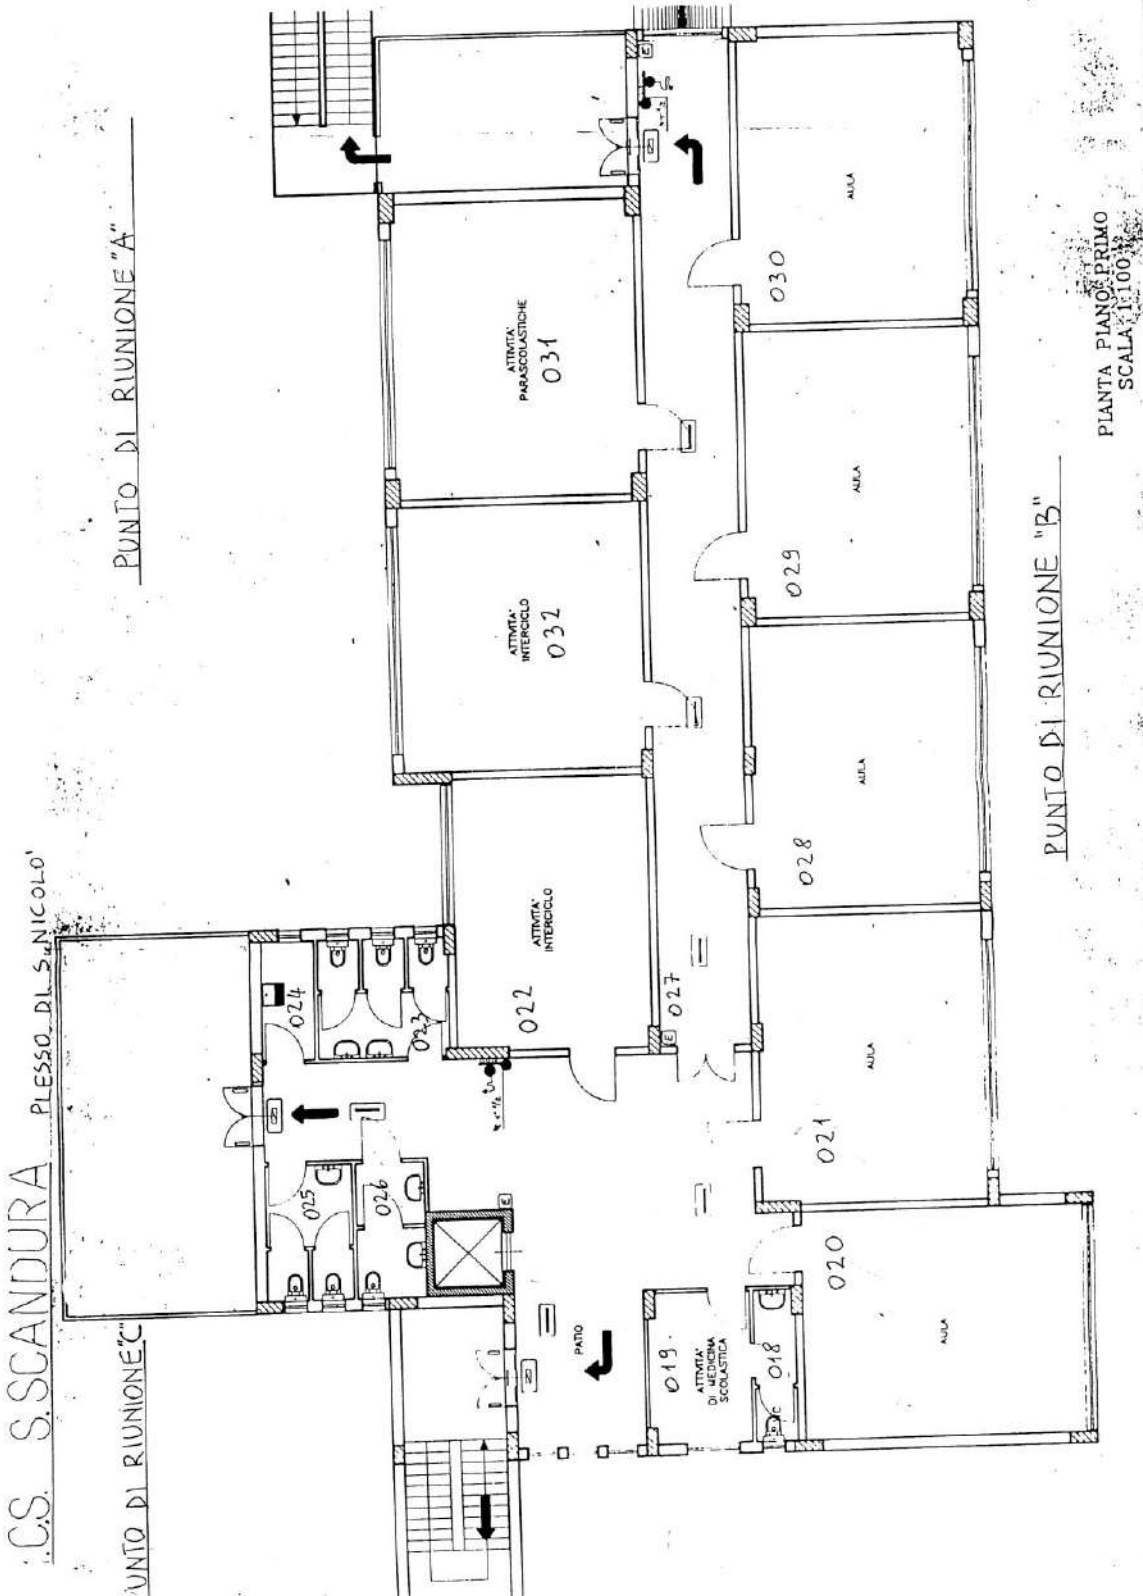 I.C.S. S.SCANDURA PLESSO DI S. NICOLO'
PUNTO DI RIUNIONE "C"
PUNTO DI RIUNIONE "A"
024
023
025
026
022
ATTIVITA'
INTERCICLO
ATTIVITA'
INTERCICLO
032
ATTIVITA'
PARASCOLASTICHE
031
E
E
E
027
PATIO
019
ATTIVITA'
DI MEDICINA
SCOLASTICA
018
020
AULA
021
AULA
028
AULA
029
AULA
030
AULA
PUNTO DI RIUNIONE "B"
PIANTA PIANO PRIMO
SCALA 1:100